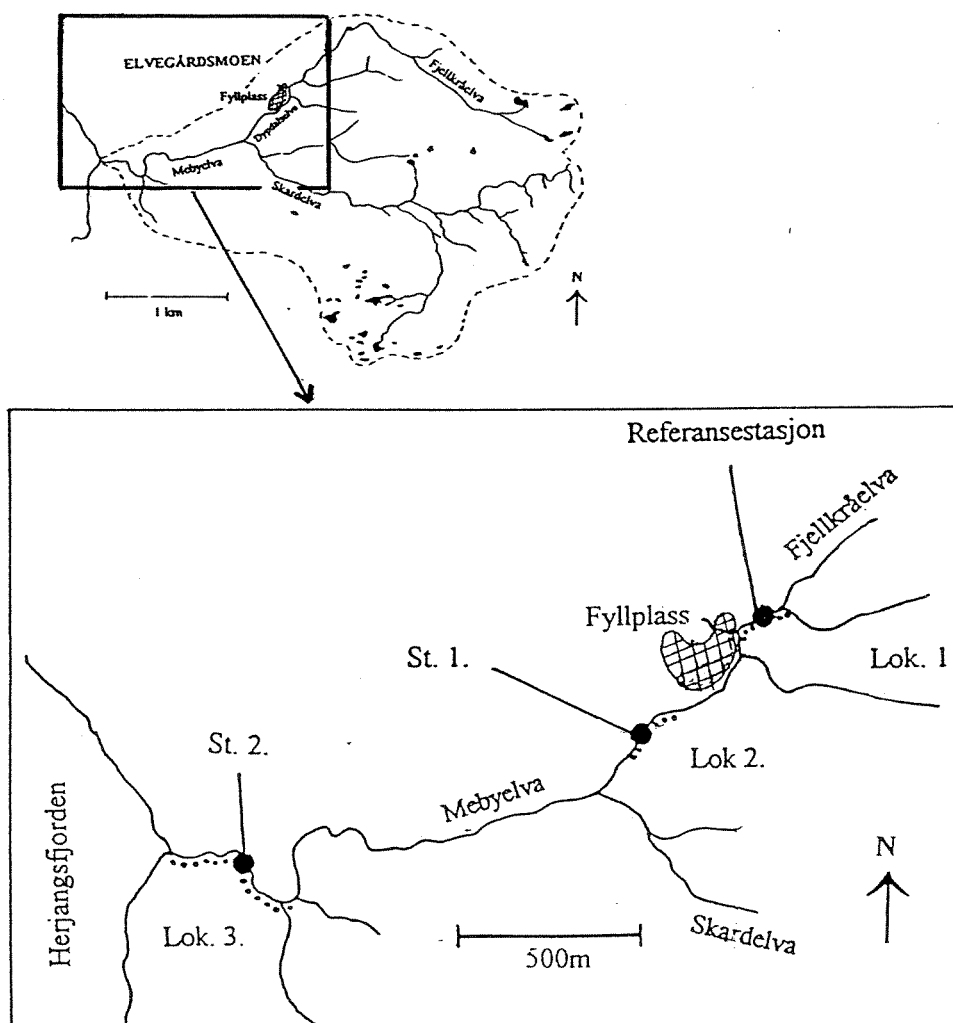 ELVEGÅRDSMOEN
Fyllplass
Fjellkråelva
Dypdalselva
Mebyelva
Skardelva
N
1 km
Referansestasjon
Fjellkråelva
Fyllplass
St. 1.
Lok. 1
St. 2.
Lok 2.
Mebyelva
Herjangsfjorden
N
Lok. 3.
Skardelva
500m